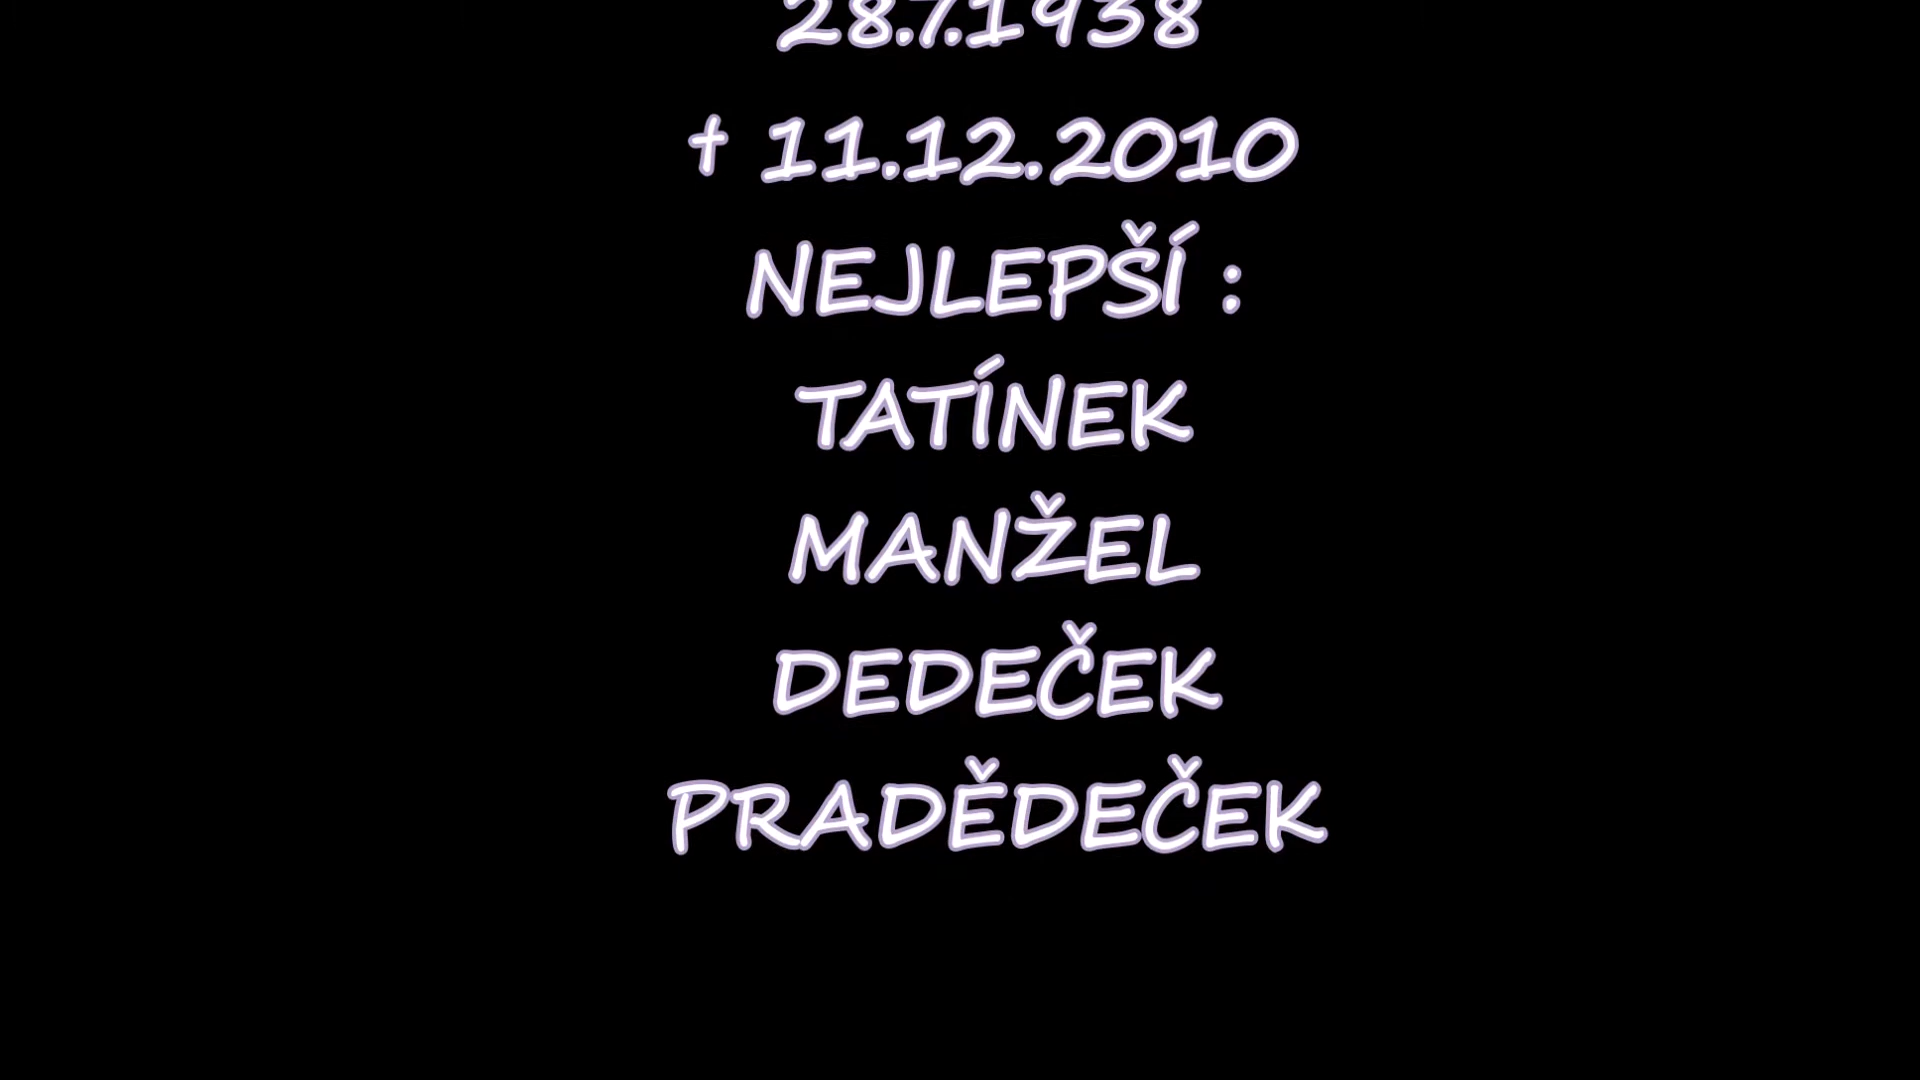 28.7.1938
† 11.12.2010
NEJLEPŠÍ :
TATÍNEK
MANŽEL
DEDEČEK
PRADĚDEČEK